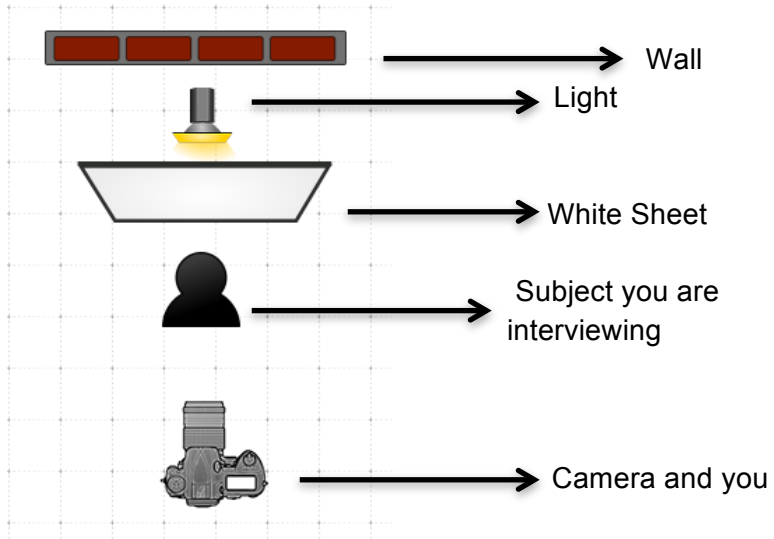 Wall
Light
White Sheet
Subject you are
interviewing
Camera and you